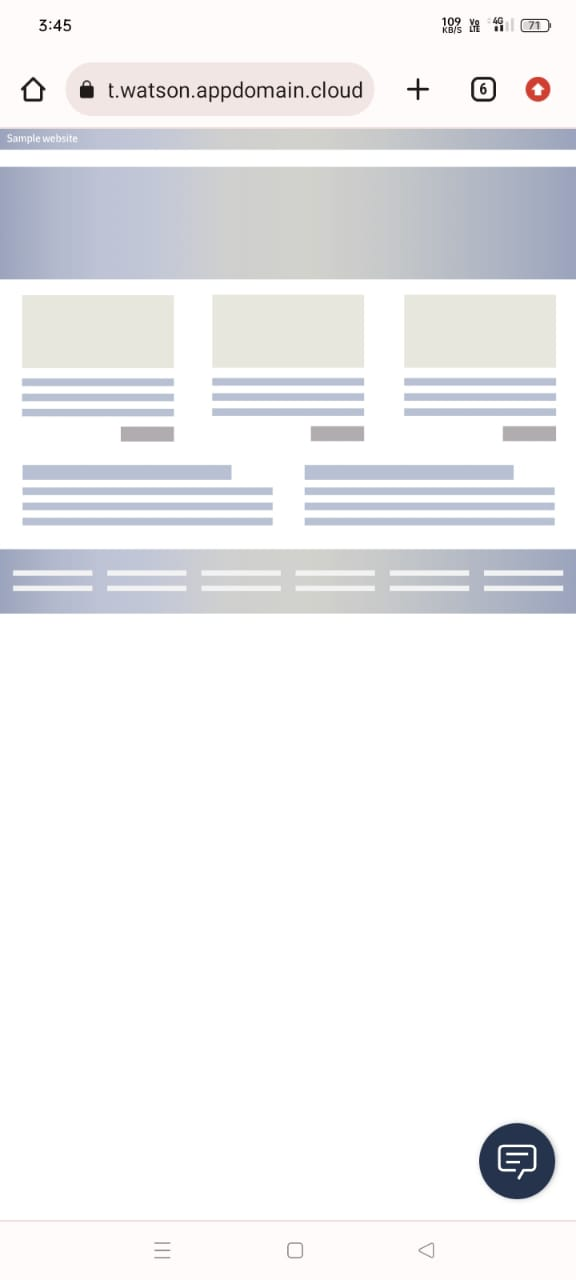 3:45
109 KB/S Vo LTE 4G 71
t.watson.appdomain.cloud
6
Sample website